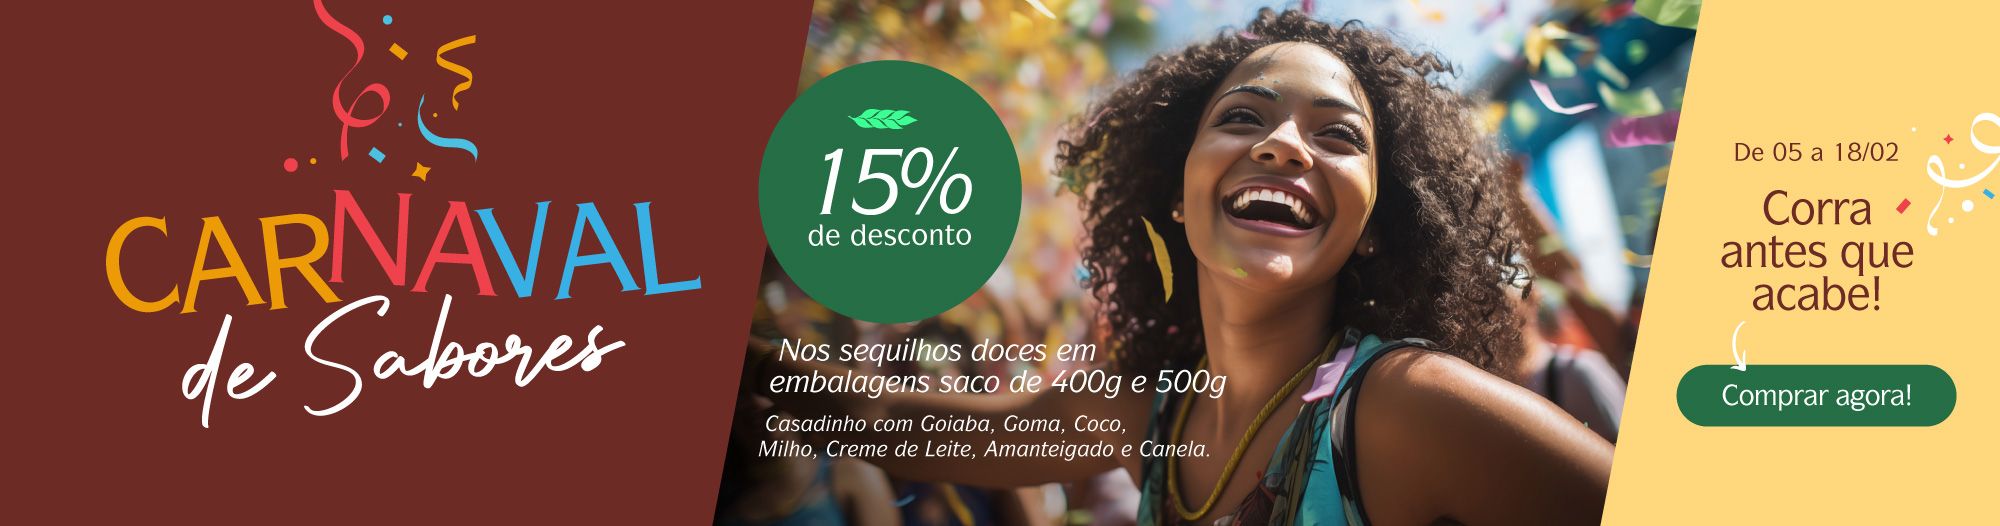 CARNAVAL
de Sabores
15%
de desconto
Nos sequilhos doces em
embalagens saco de 400g e 500g
Casadinho com Goiaba, Goma, Coco,
Milho, Creme de Leite, Amanteigado e Canela.
De 05 a 18/02
Corra
antes que
acabe!
Comprar agora!